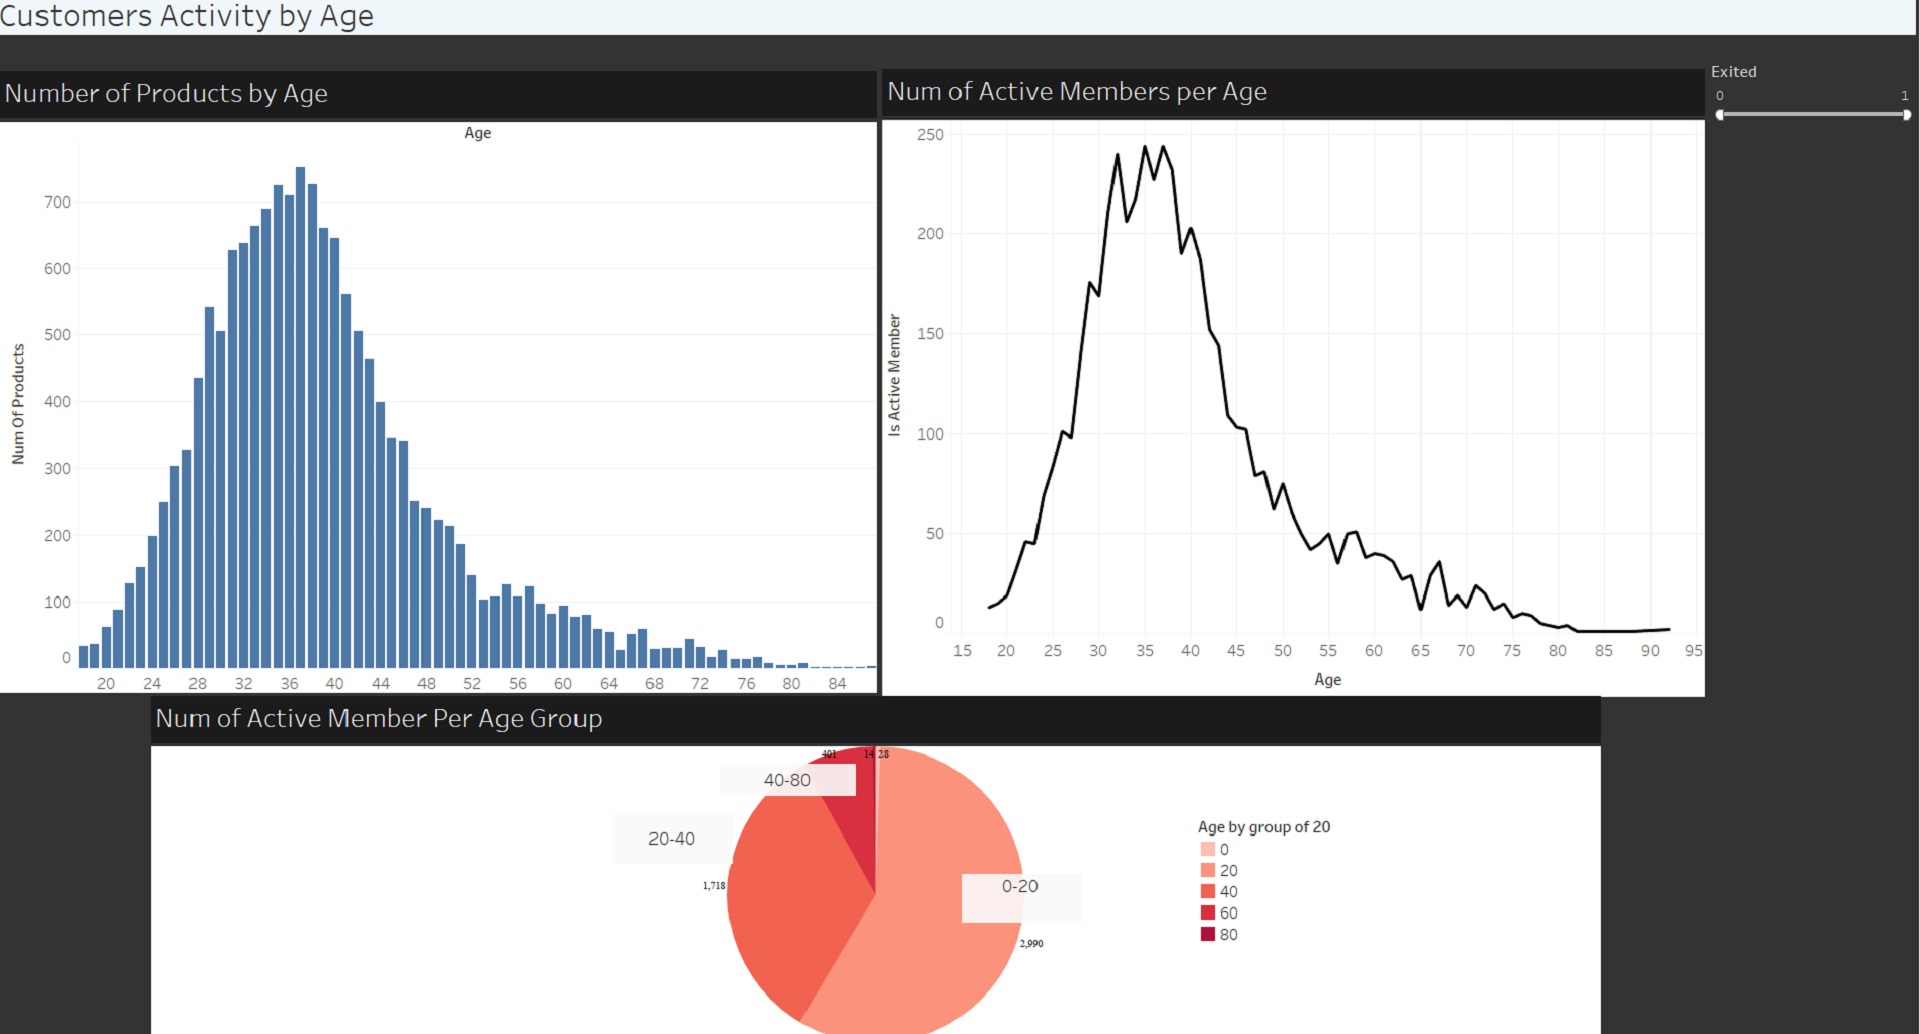 Customers Activity by Age
Number of Products by Age
Age
Num Of Products
700
600
500
400
300
200
100
0
20 24 28 32 36 40 44 48 52 56 60 64 68 72 76 80 84
Num of Active Members per Age
Is Active Member
250
200
150
100
50
0
15 20 25 30 35 40 45 50 55 60 65 70 75 80 85 90 95
Age
Exited
0 1
Num of Active Member Per Age Group
401 14 28
40-80
20-40
1,718
0-20
2,990
Age by group of 20
0
20
40
60
80